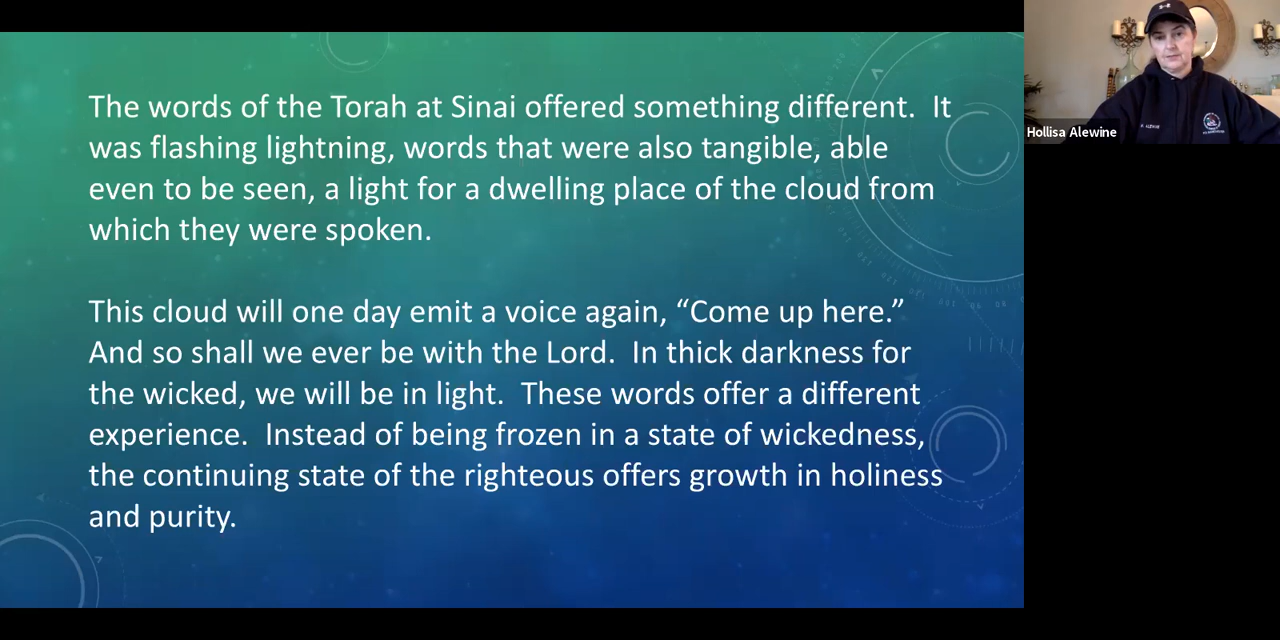 The words of the Torah at Sinai offered something different.  It
was flashing lightning, words that were also tangible, able
even to be seen, a light for a dwelling place of the cloud from
which they were spoken.
This cloud will one day emit a voice again, “Come up here.”
And so shall we ever be with the Lord.  In thick darkness for
the wicked, we will be in light.  These words offer a different
experience.  Instead of being frozen in a state of wickedness,
the continuing state of the righteous offers growth in holiness
and purity.
Hollisa Alewine